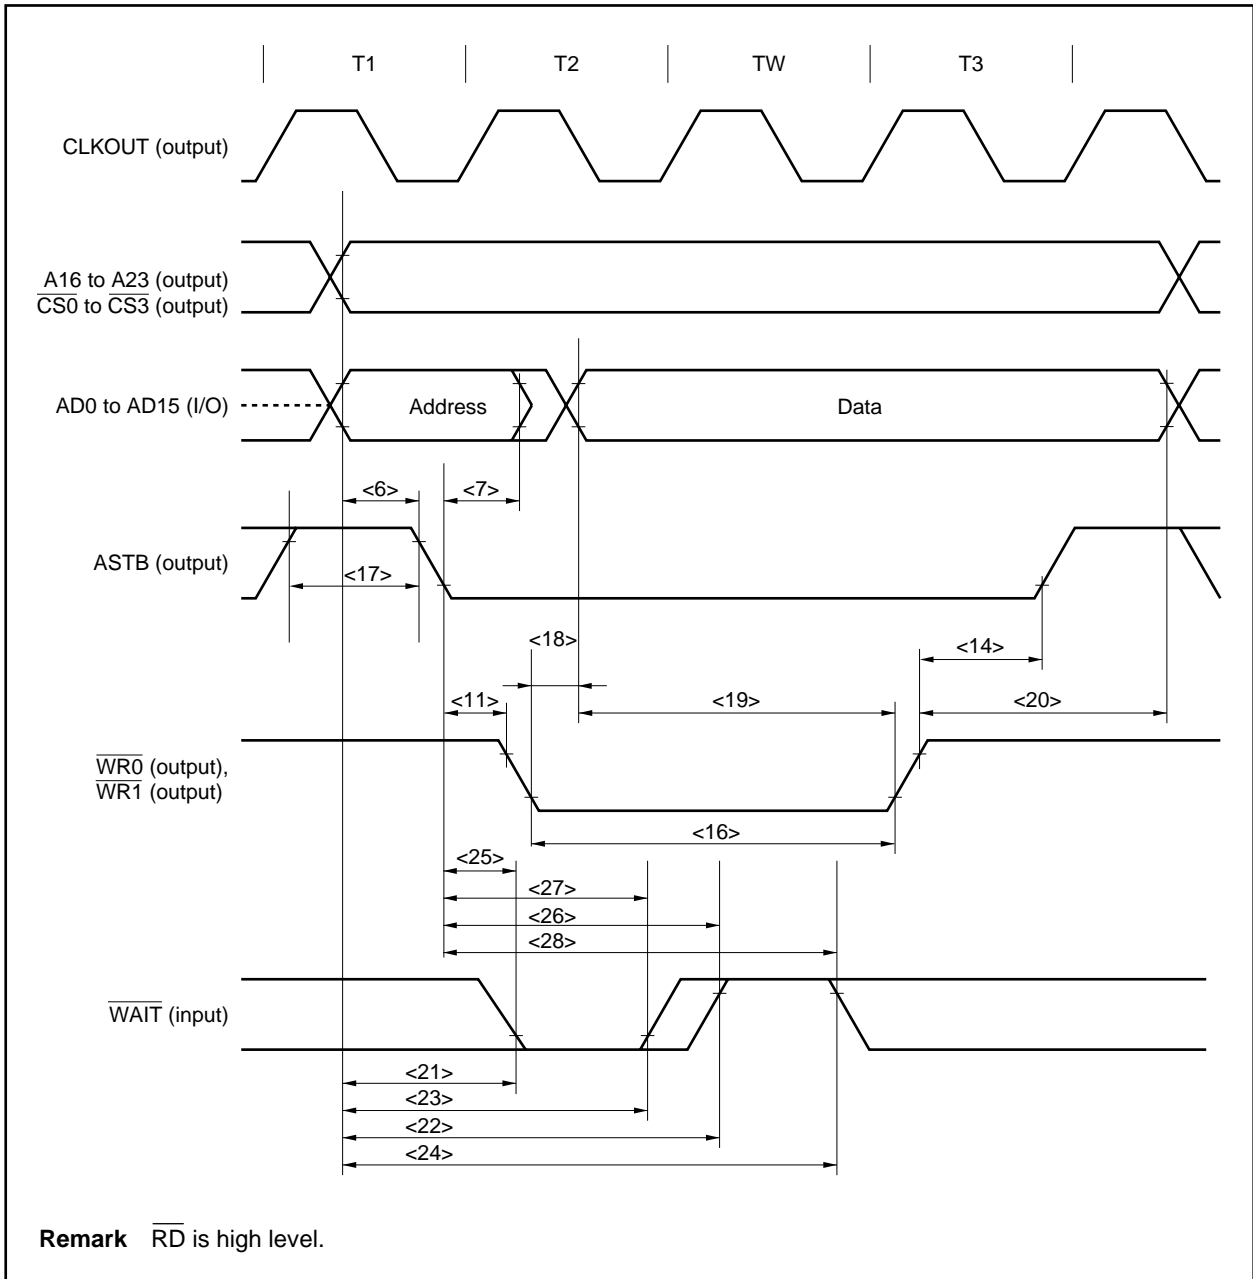 T1 T2 TW T3
CLKOUT (output)
A16 to A23 (output)
CS0 to CS3 (output)
AD0 to AD15 (I/O) Address Data
<6> <7>
ASTB (output)
<17>
<18> <14>
<11> <19> <20>
WR0 (output),
WR1 (output)
<16>
<25>
<27>
<26>
<28>
WAIT (input)
<21>
<23>
<22>
<24>
Remark RD is high level.